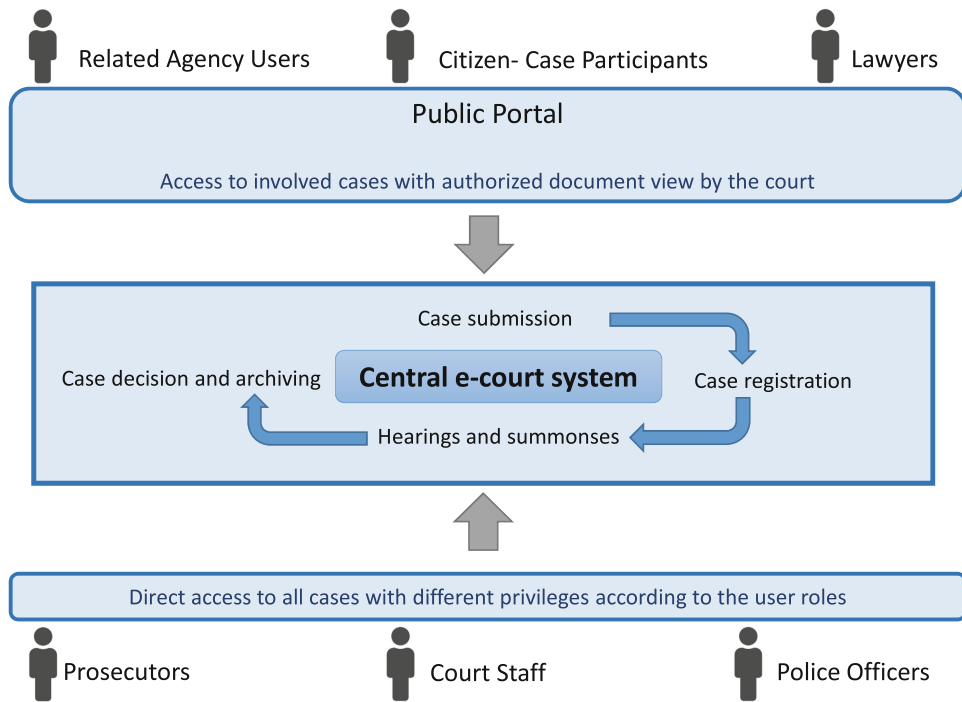 Related Agency Users
Citizen- Case Participants
Lawyers
Public Portal
Access to involved cases with authorized document view by the court
Case submission
Case decision and archiving
Central e-court system
Case registration
Hearings and summonses
Direct access to all cases with different privileges according to the user roles
Prosecutors
Court Staff
Police Officers